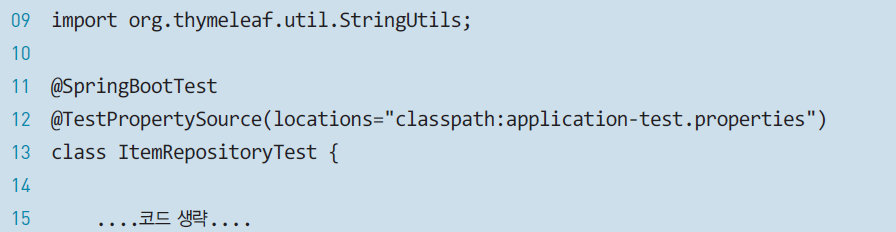 09 import org.thymeleaf.util.StringUtils;
10
11 @SpringBootTest
12 @TestPropertySource(locations="classpath:application-test.properties")
13 class ItemRepositoryTest {
14
15 ....코드 생략....